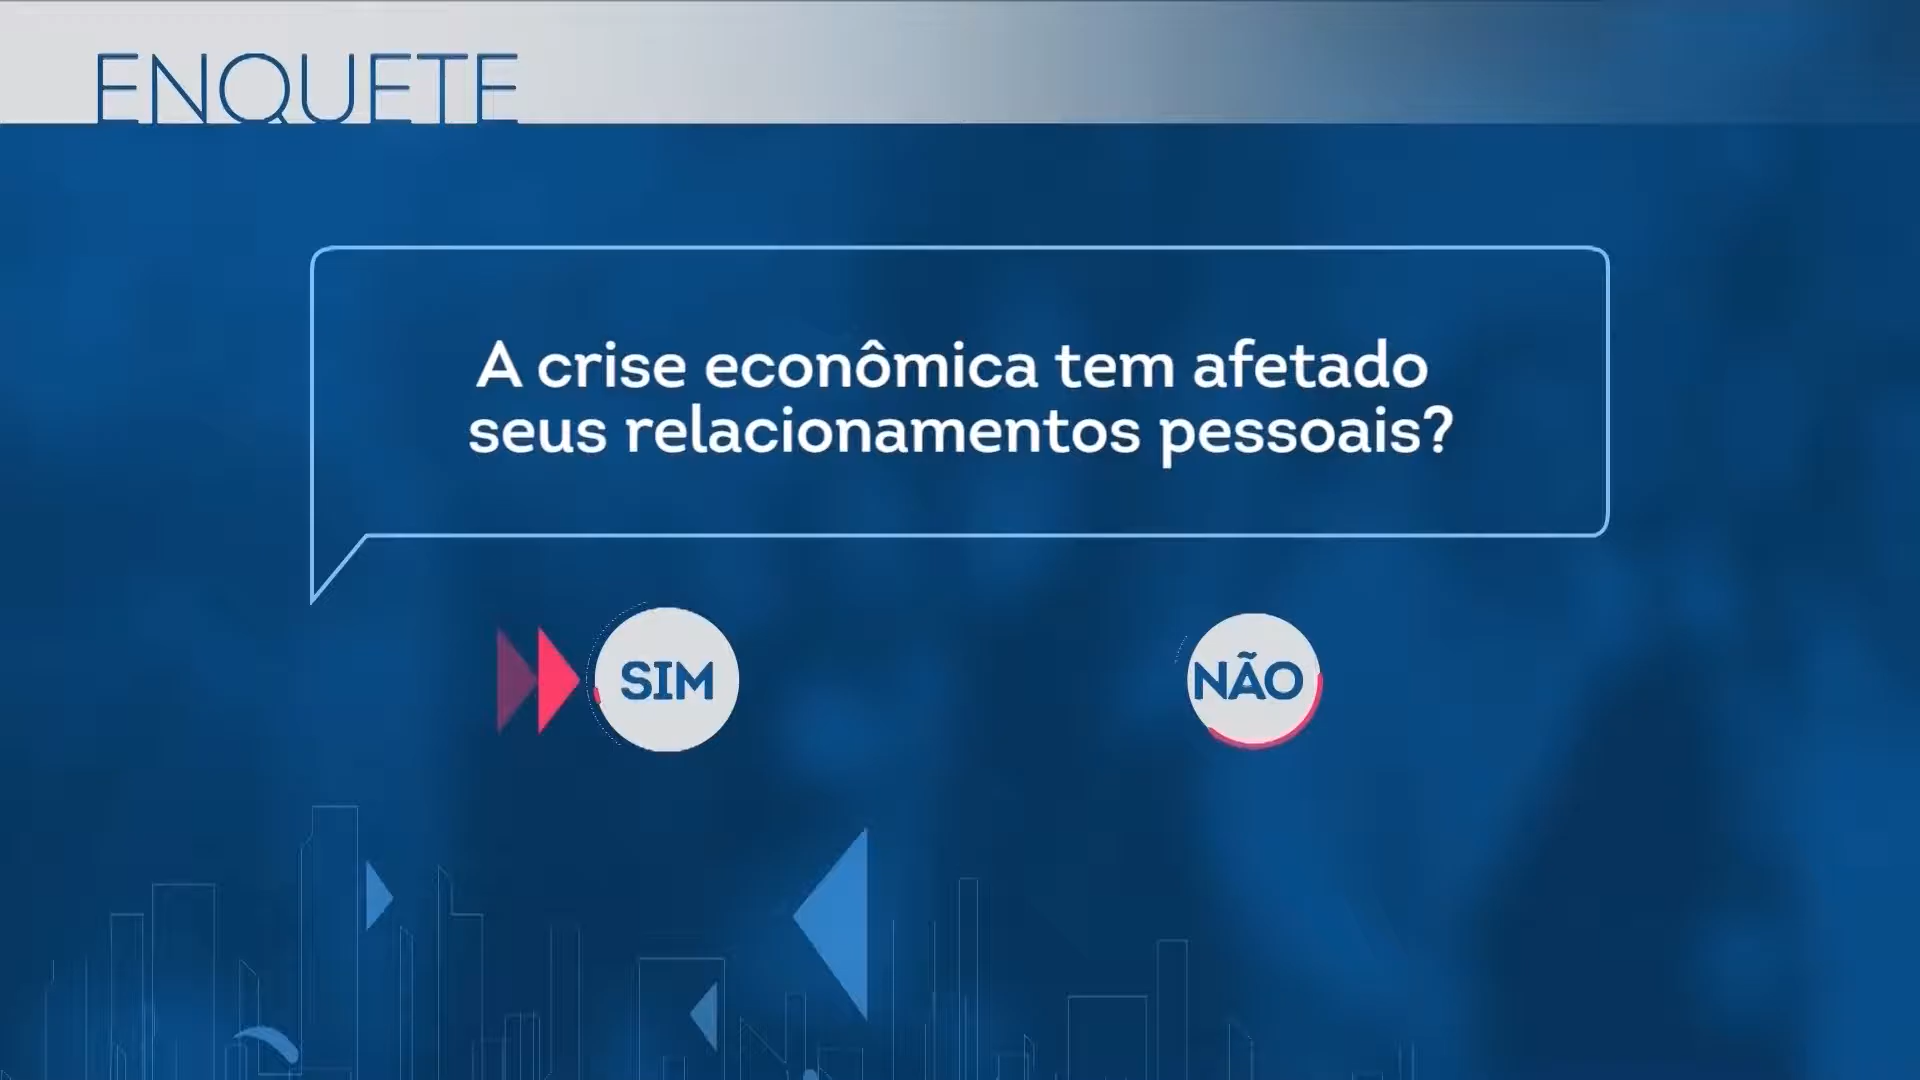 ENQUETE
A crise econômica tem afetado
seus relacionamentos pessoais?
SIM
NÃO